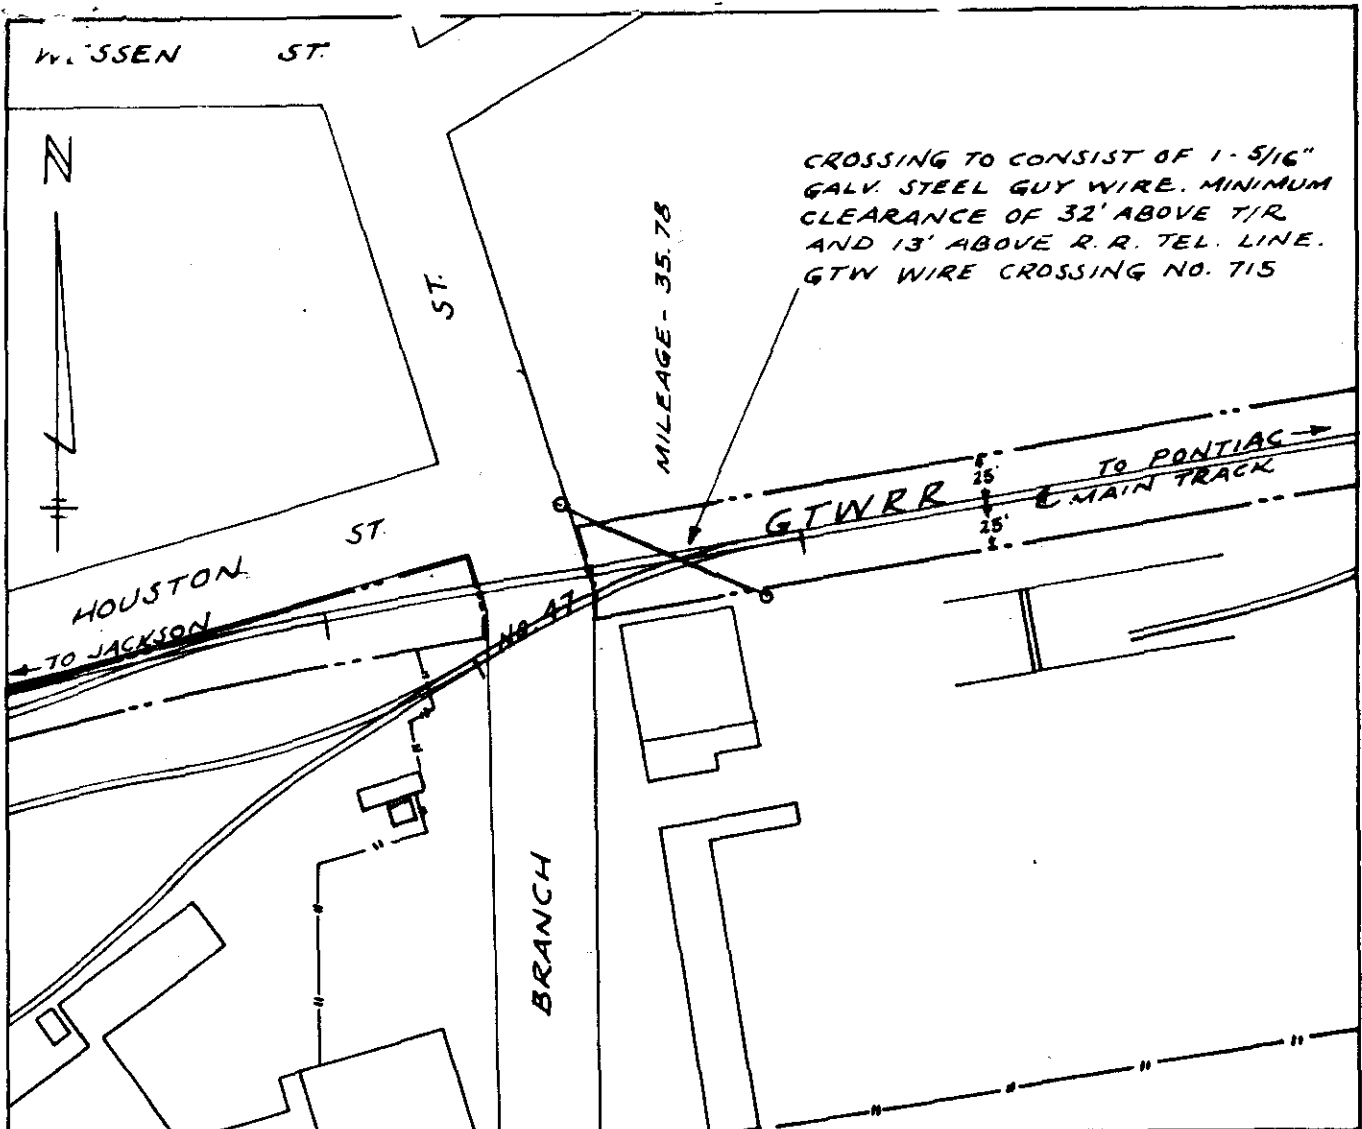 ST.
N
CROSSING TO CONSIST OF 1-5/16"
GALV. STEEL GUY WIRE. MINIMUM
CLEARANCE OF 32' ABOVE T/R
AND 13' ABOVE R.R. TEL. LINE.
GTW WIRE CROSSING NO. 715
MILEAGE - 35.78
ST.
GTWRR
25'
25'
TO PONTIAC
℄ MAIN TRACK
HOUSTON ST.
TO JACKSON
NO. 47
BRANCH